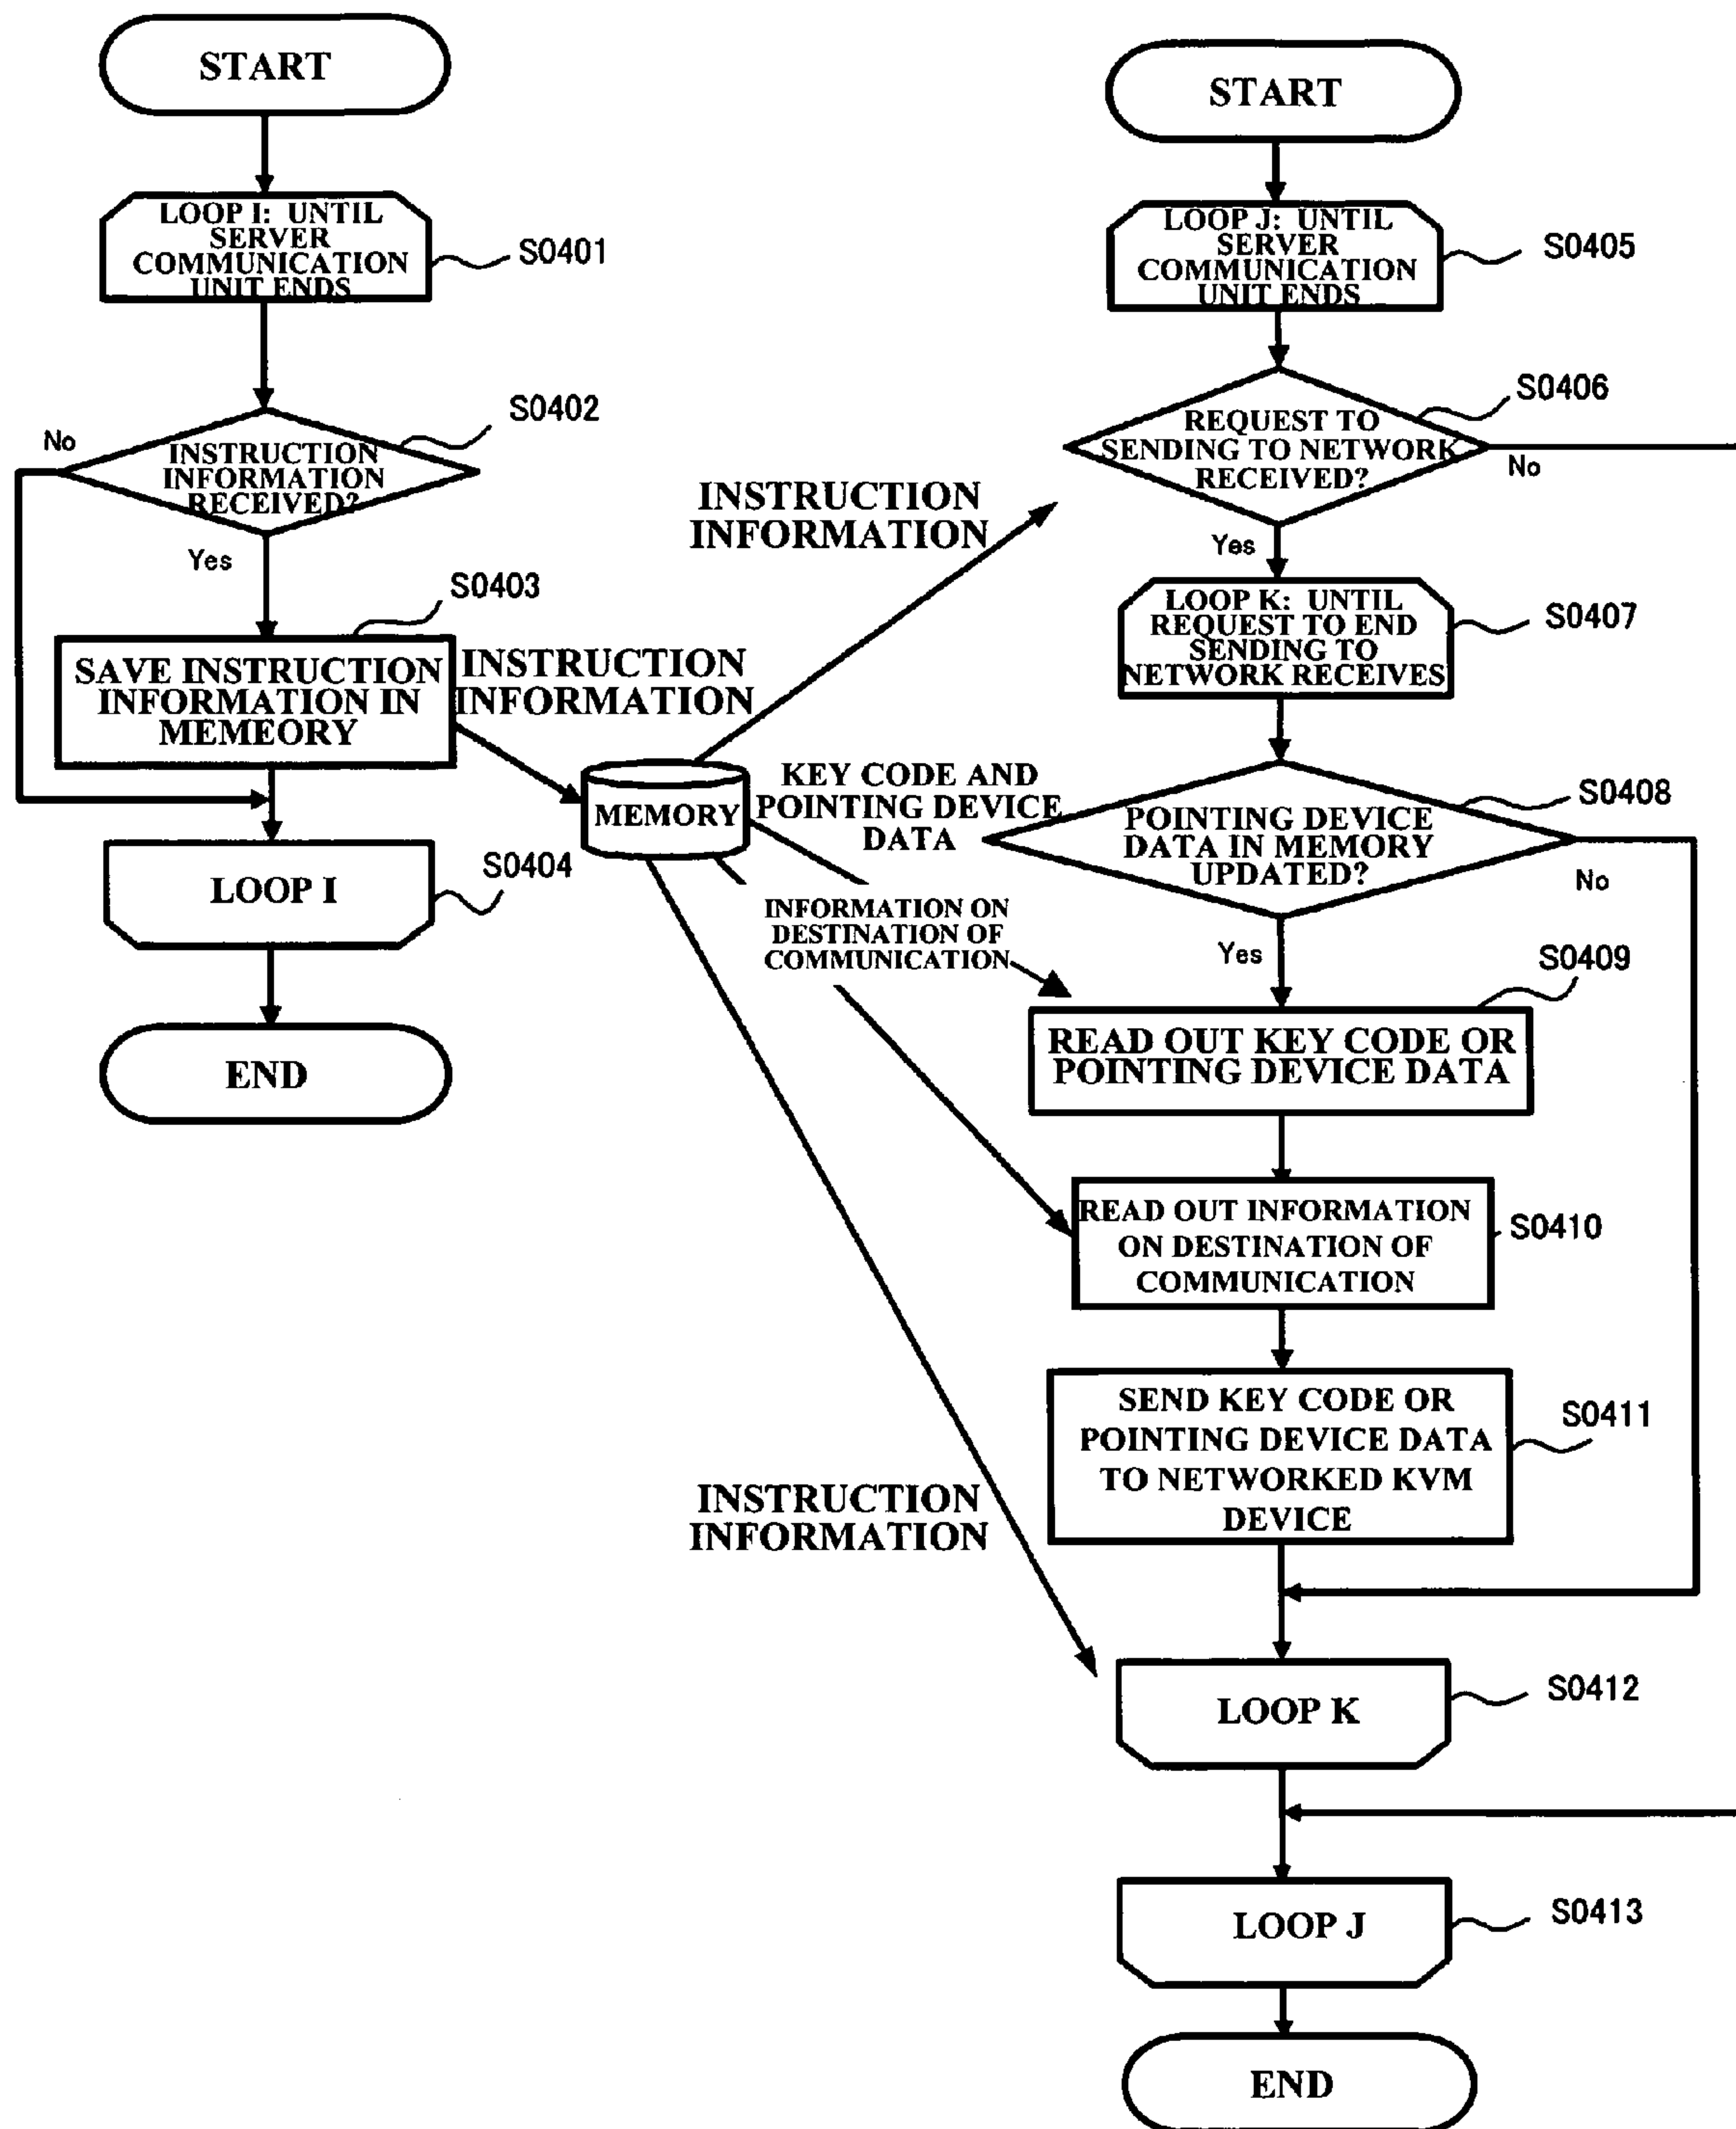 START
LOOP I: UNTIL
SERVER
COMMUNICATION
UNIT ENDS
S0401
INSTRUCTION
INFORMATION
RECEIVED?
S0402
No
Yes
S0403
SAVE INSTRUCTION
INFORMATION IN
MEMEORY
INSTRUCTION
INFORMATION
LOOP I
S0404
END
MEMORY
INSTRUCTION
INFORMATION
KEY CODE AND
POINTING DEVICE
DATA
INFORMATION ON
DESTINATION OF
COMMUNICATION
INSTRUCTION
INFORMATION
START
LOOP J: UNTIL
SERVER
COMMUNICATION
UNIT ENDS
S0405
REQUEST TO
SENDING TO NETWORK
RECEIVED?
S0406
No
Yes
LOOP K: UNTIL
REQUEST TO END
SENDING TO
NETWORK RECEIVES
S0407
POINTING DEVICE
DATA IN MEMORY
UPDATED?
S0408
No
Yes
S0409
READ OUT KEY CODE OR
POINTING DEVICE DATA
READ OUT INFORMATION
ON DESTINATION OF
COMMUNICATION
S0410
SEND KEY CODE OR
POINTING DEVICE DATA
TO NETWORKED KVM
DEVICE
S0411
LOOP K
S0412
LOOP J
S0413
END